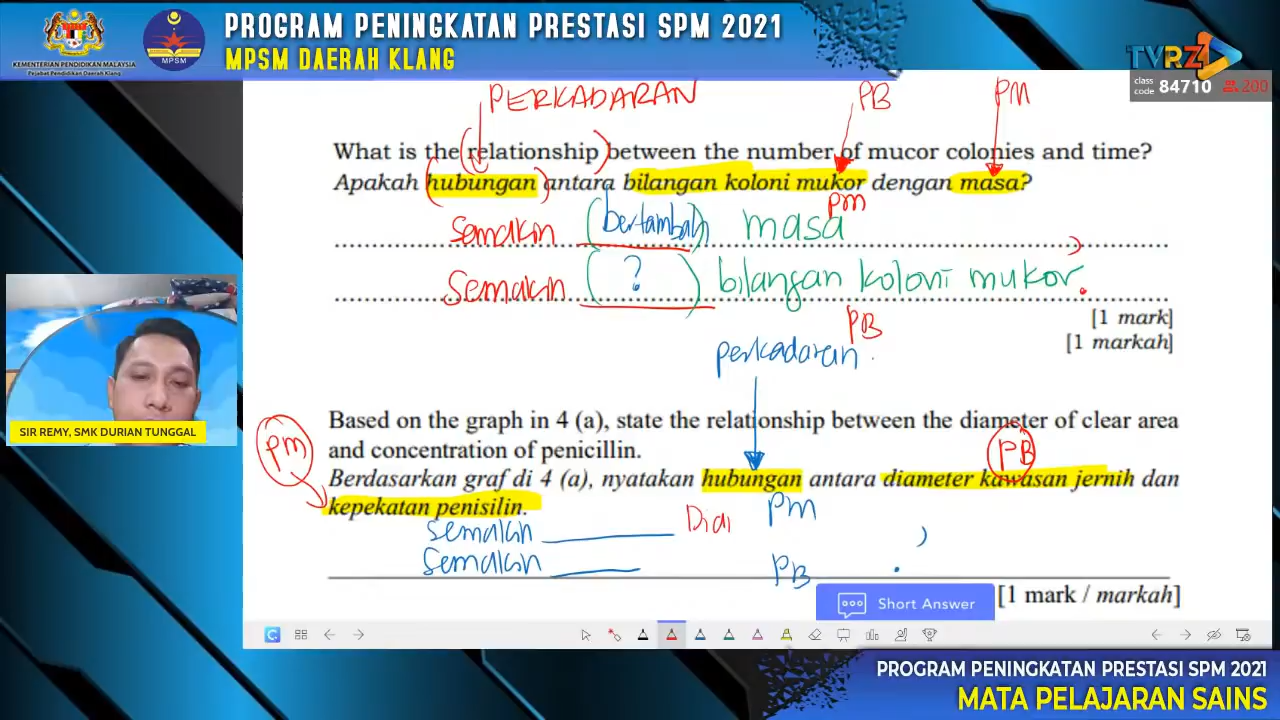 PROGRAM PENINGKATAN PRESTASI SPM 2021
MPSM DAERAH KLANG
KEMENTERIAN PENDIDIKAN MALAYSIA
Pejabat Pendidikan Daerah Klang
MPSM
TVRZ
class code 84710 200
PERKADARAN PB PM
What is the (relationship) between the number of mucor colonies and time?
Apakah (hubungan) antara bilangan koloni mukor dengan masa?
PM
Semakin (bertambah) masa ,
Semakin ( ? ) bilangan koloni mukor.
[1 mark]
PB
[1 markah]
perkadaran
Based on the graph in 4 (a), state the relationship between the diameter of clear area
and concentration of penicillin.
PM
PB
Berdasarkan graf di 4 (a), nyatakan hubungan antara diameter kawasan jernih dan
kepekatan penisilin.
Semakin ______ Dia PM ,
Semakin ______ PB .
[1 mark / markah]
Short Answer
SIR REMY, SMK DURIAN TUNGGAL
PROGRAM PENINGKATAN PRESTASI SPM 2021
MATA PELAJARAN SAINS